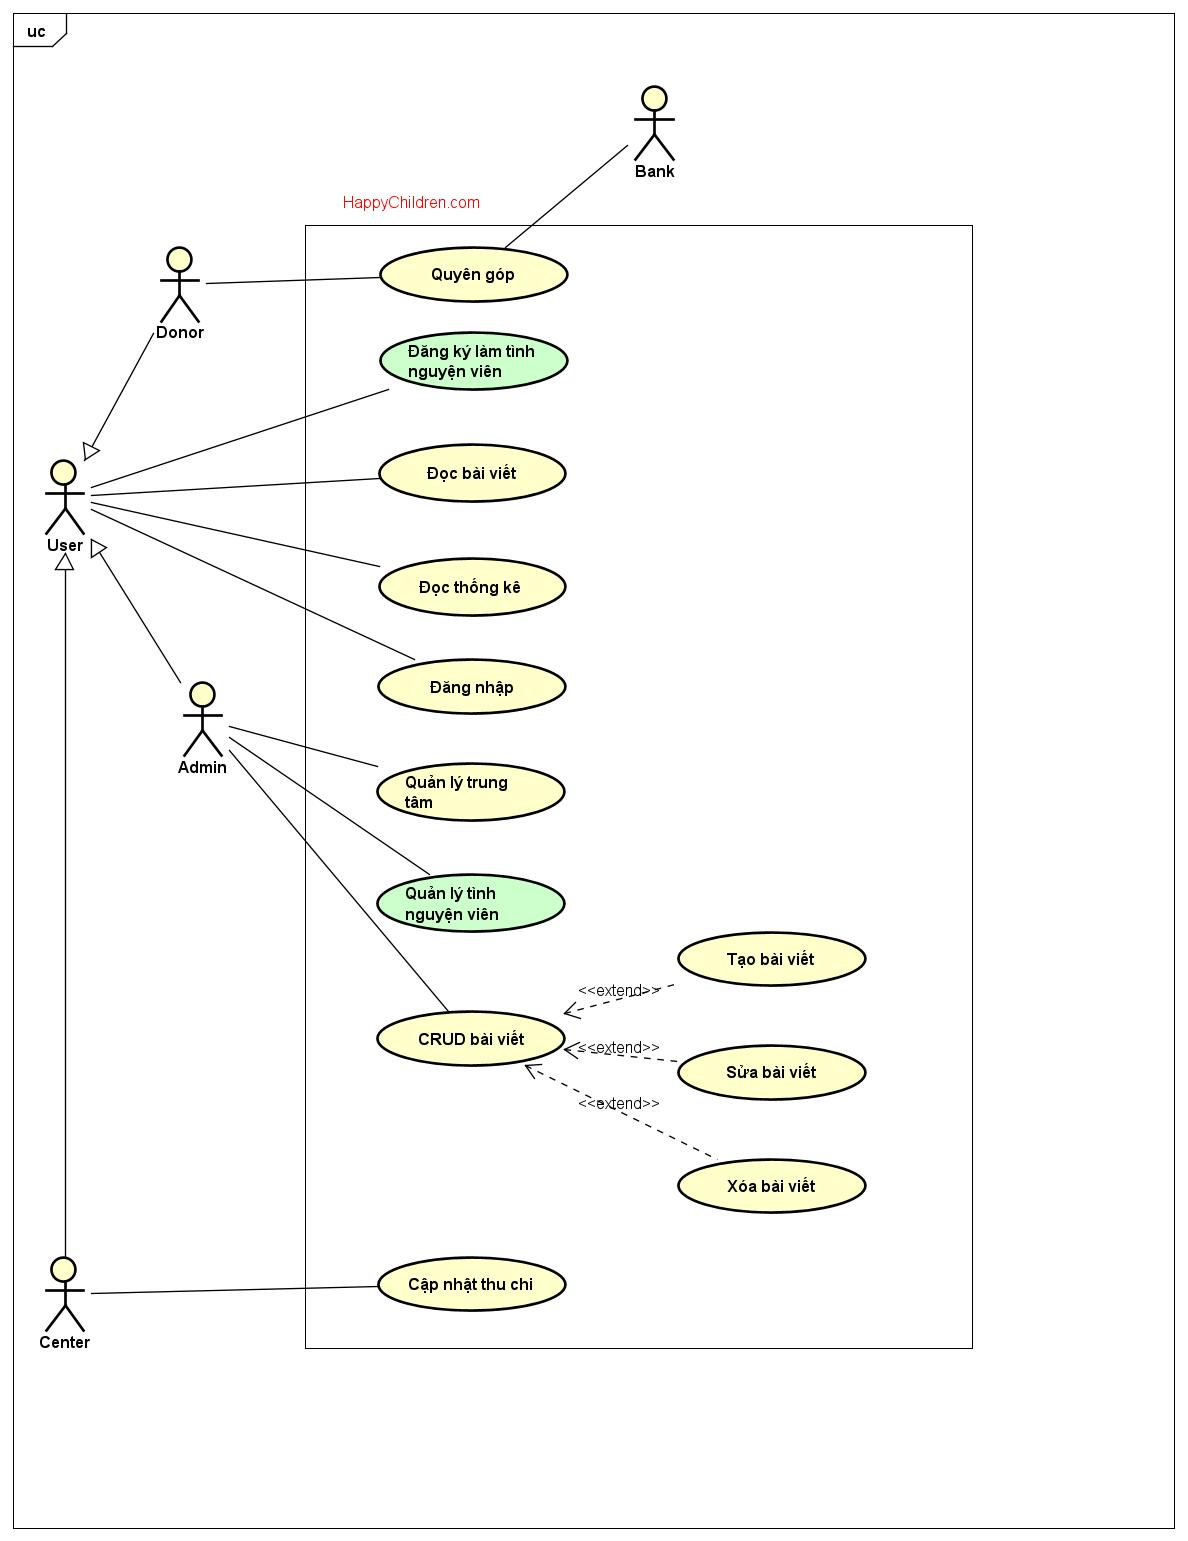 uc
Bank
HappyChildren.com
Quyên góp
Donor
Đăng ký làm tình
nguyện viên
Đọc bài viết
User
Đọc thống kê
Đăng nhập
Admin
Quản lý trung
tâm
Quản lý tình
nguyện viên
Tạo bài viết
<<extend>>
CRUD bài viết
<<extend>>
Sửa bài viết
<<extend>>
Xóa bài viết
Cập nhật thu chi
Center